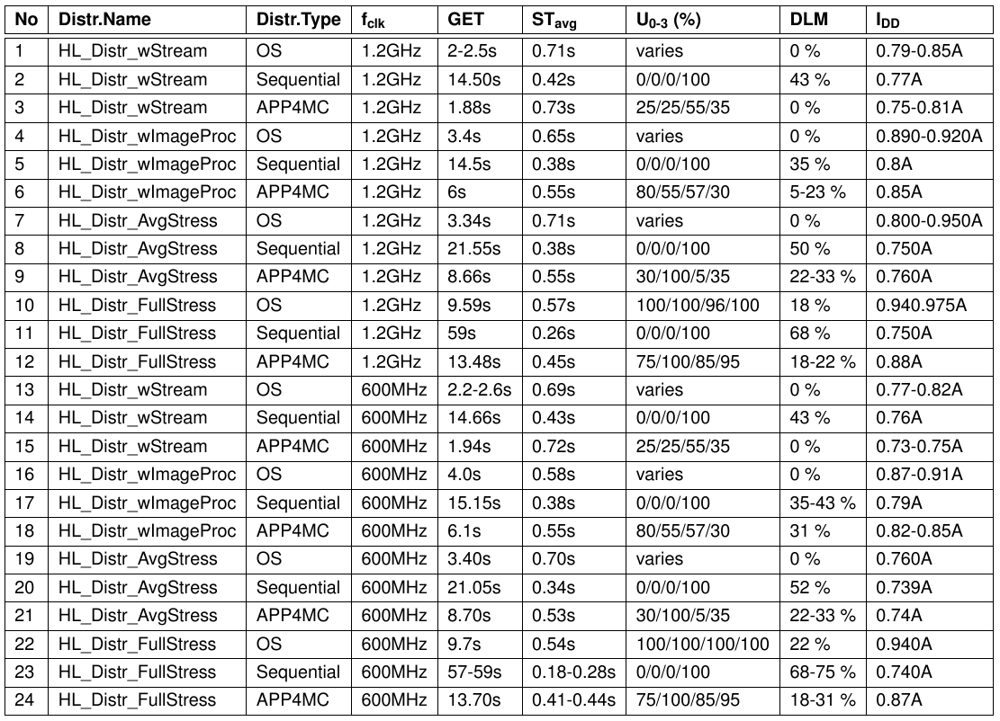 No Distr.Name Distr.Type fclk GET STavg U0-3 (%) DLM IDD
1 HL_Distr_wStream OS 1.2GHz 2-2.5s 0.71s varies 0 % 0.79-0.85A
2 HL_Distr_wStream Sequential 1.2GHz 14.50s 0.42s 0/0/0/100 43 % 0.77A
3 HL_Distr_wStream APP4MC 1.2GHz 1.88s 0.73s 25/25/55/35 0 % 0.75-0.81A
4 HL_Distr_wImageProc OS 1.2GHz 3.4s 0.65s varies 0 % 0.890-0.920A
5 HL_Distr_wImageProc Sequential 1.2GHz 14.5s 0.38s 0/0/0/100 35 % 0.8A
6 HL_Distr_wImageProc APP4MC 1.2GHz 6s 0.55s 80/55/57/30 5-23 % 0.85A
7 HL_Distr_AvgStress OS 1.2GHz 3.34s 0.71s varies 0 % 0.800-0.950A
8 HL_Distr_AvgStress Sequential 1.2GHz 21.55s 0.38s 0/0/0/100 50 % 0.750A
9 HL_Distr_AvgStress APP4MC 1.2GHz 8.66s 0.55s 30/100/5/35 22-33 % 0.760A
10 HL_Distr_FullStress OS 1.2GHz 9.59s 0.57s 100/100/96/100 18 % 0.940.975A
11 HL_Distr_FullStress Sequential 1.2GHz 59s 0.26s 0/0/0/100 68 % 0.750A
12 HL_Distr_FullStress APP4MC 1.2GHz 13.48s 0.45s 75/100/85/95 18-22 % 0.88A
13 HL_Distr_wStream OS 600MHz 2.2-2.6s 0.69s varies 0 % 0.77-0.82A
14 HL_Distr_wStream Sequential 600MHz 14.66s 0.43s 0/0/0/100 43 % 0.76A
15 HL_Distr_wStream APP4MC 600MHz 1.94s 0.72s 25/25/55/35 0 % 0.73-0.75A
16 HL_Distr_wImageProc OS 600MHz 4.0s 0.58s varies 0 % 0.87-0.91A
17 HL_Distr_wImageProc Sequential 600MHz 15.15s 0.38s 0/0/0/100 35-43 % 0.79A
18 HL_Distr_wImageProc APP4MC 600MHz 6.1s 0.55s 80/55/57/30 31 % 0.82-0.85A
19 HL_Distr_AvgStress OS 600MHz 3.40s 0.70s varies 0 % 0.760A
20 HL_Distr_AvgStress Sequential 600MHz 21.05s 0.34s 0/0/0/100 52 % 0.739A
21 HL_Distr_AvgStress APP4MC 600MHz 8.70s 0.53s 30/100/5/35 22-33 % 0.74A
22 HL_Distr_FullStress OS 600MHz 9.7s 0.54s 100/100/100/100 22 % 0.940A
23 HL_Distr_FullStress Sequential 600MHz 57-59s 0.18-0.28s 0/0/0/100 68-75 % 0.740A
24 HL_Distr_FullStress APP4MC 600MHz 13.70s 0.41-0.44s 75/100/85/95 18-31 % 0.87A